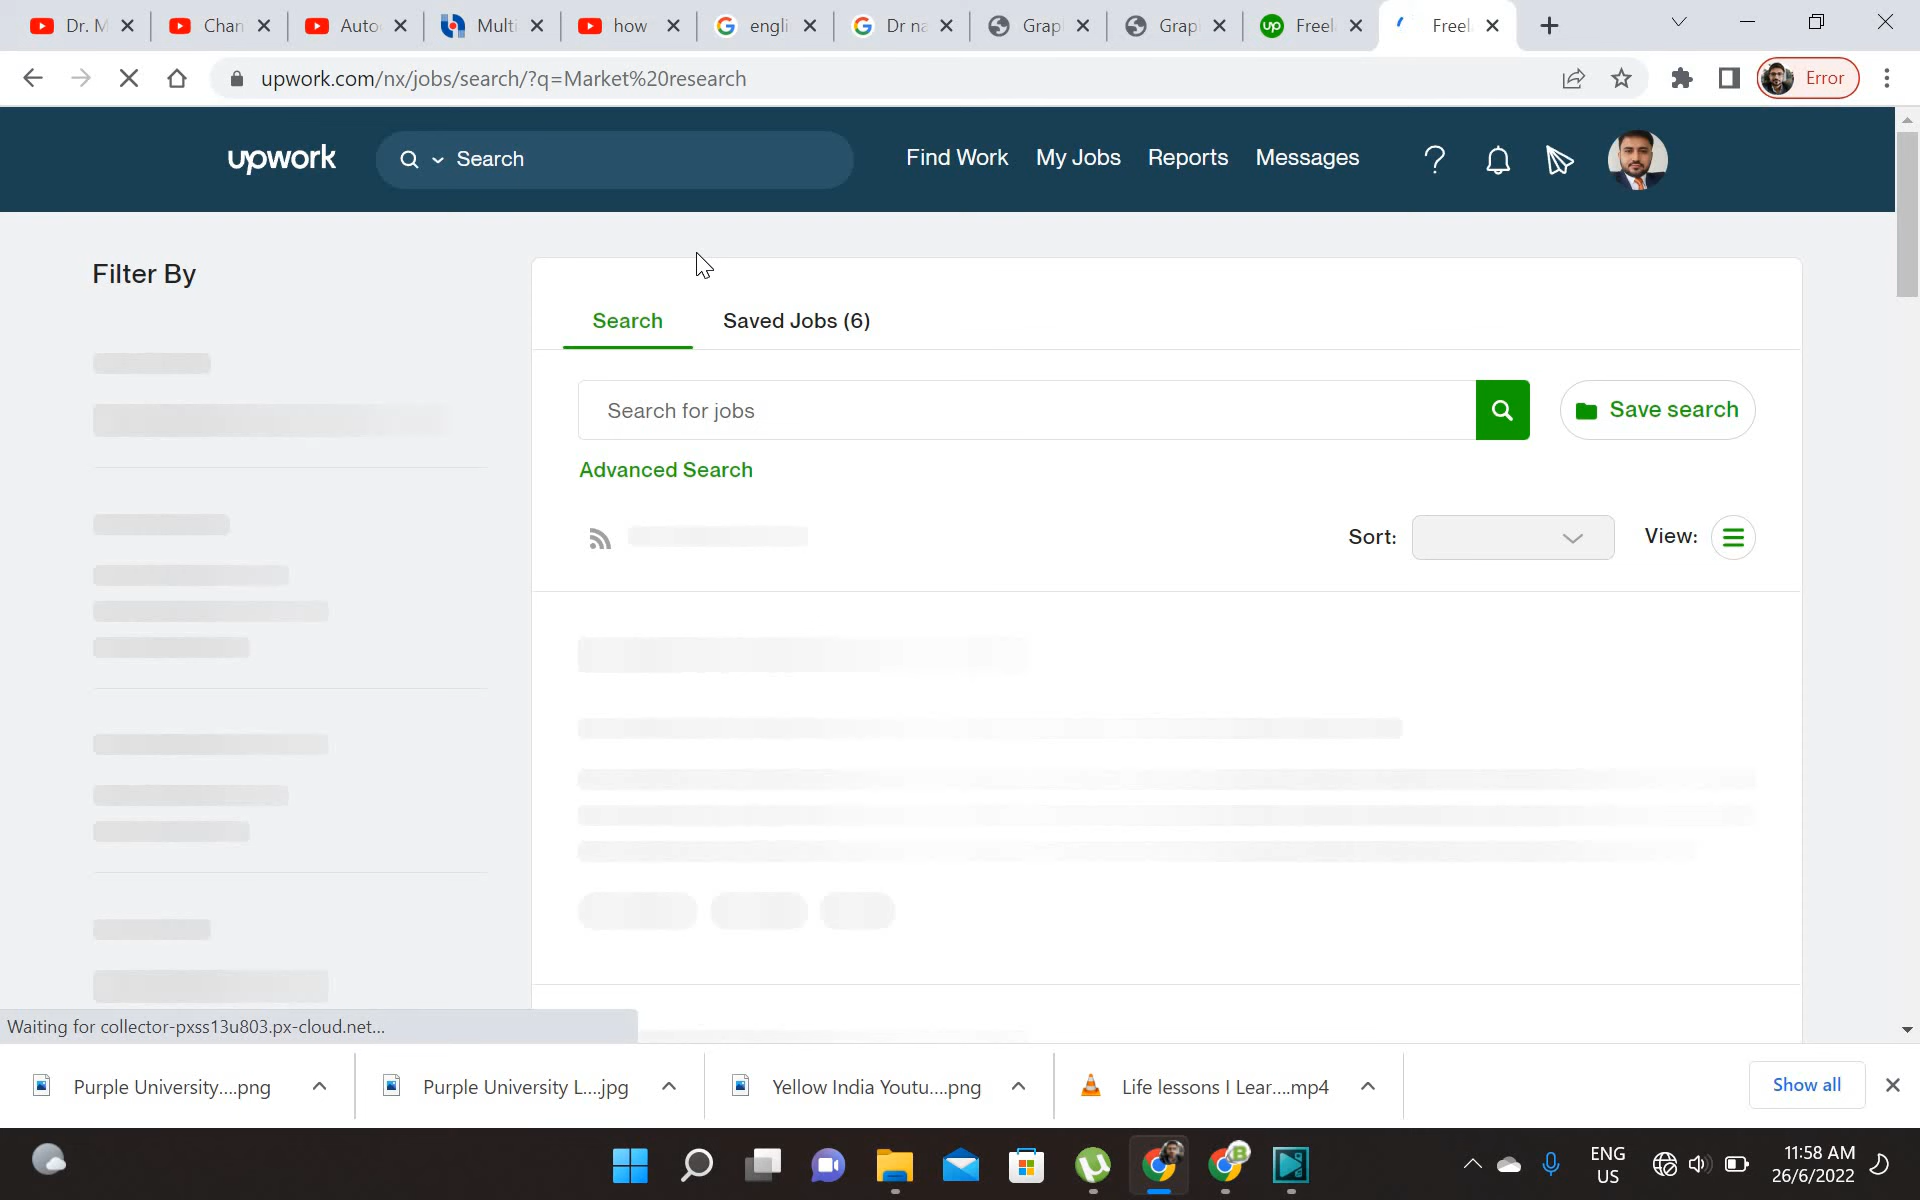 Dr. M
Chan
Auto
Multi
how
engli
Dr na
Grap
Grap
Freel
Freel
upwork.com/nx/jobs/search/?q=Market%20research
Error
upwork
Search
Find Work
My Jobs
Reports
Messages
Filter By
Search
Saved Jobs (6)
Search for jobs
Save search
Advanced Search
Sort:
View:
Waiting for collector-pxss13u803.px-cloud.net...
Purple University....png
Purple University L....jpg
Yellow India Youtu....png
Life lessons I Lear....mp4
Show all
ENG
US
11:58 AM
26/6/2022